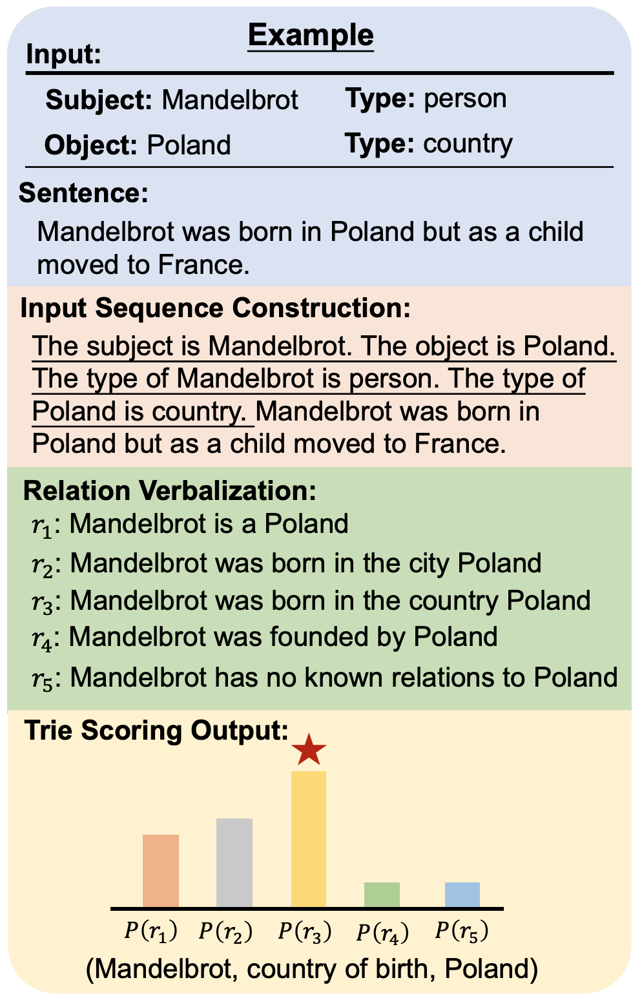 Example
Input:
Subject: Mandelbrot Type: person
Object: Poland Type: country
Sentence:
Mandelbrot was born in Poland but as a child
moved to France.
Input Sequence Construction:
The subject is Mandelbrot. The object is Poland.
The type of Mandelbrot is person. The type of
Poland is country. Mandelbrot was born in
Poland but as a child moved to France.
Relation Verbalization:
r₁: Mandelbrot is a Poland
r₂: Mandelbrot was born in the city Poland
r₃: Mandelbrot was born in the country Poland
r₄: Mandelbrot was founded by Poland
r₅: Mandelbrot has no known relations to Poland
Trie Scoring Output:
P(r₁) P(r₂) P(r₃) P(r₄) P(r₅)
(Mandelbrot, country of birth, Poland)